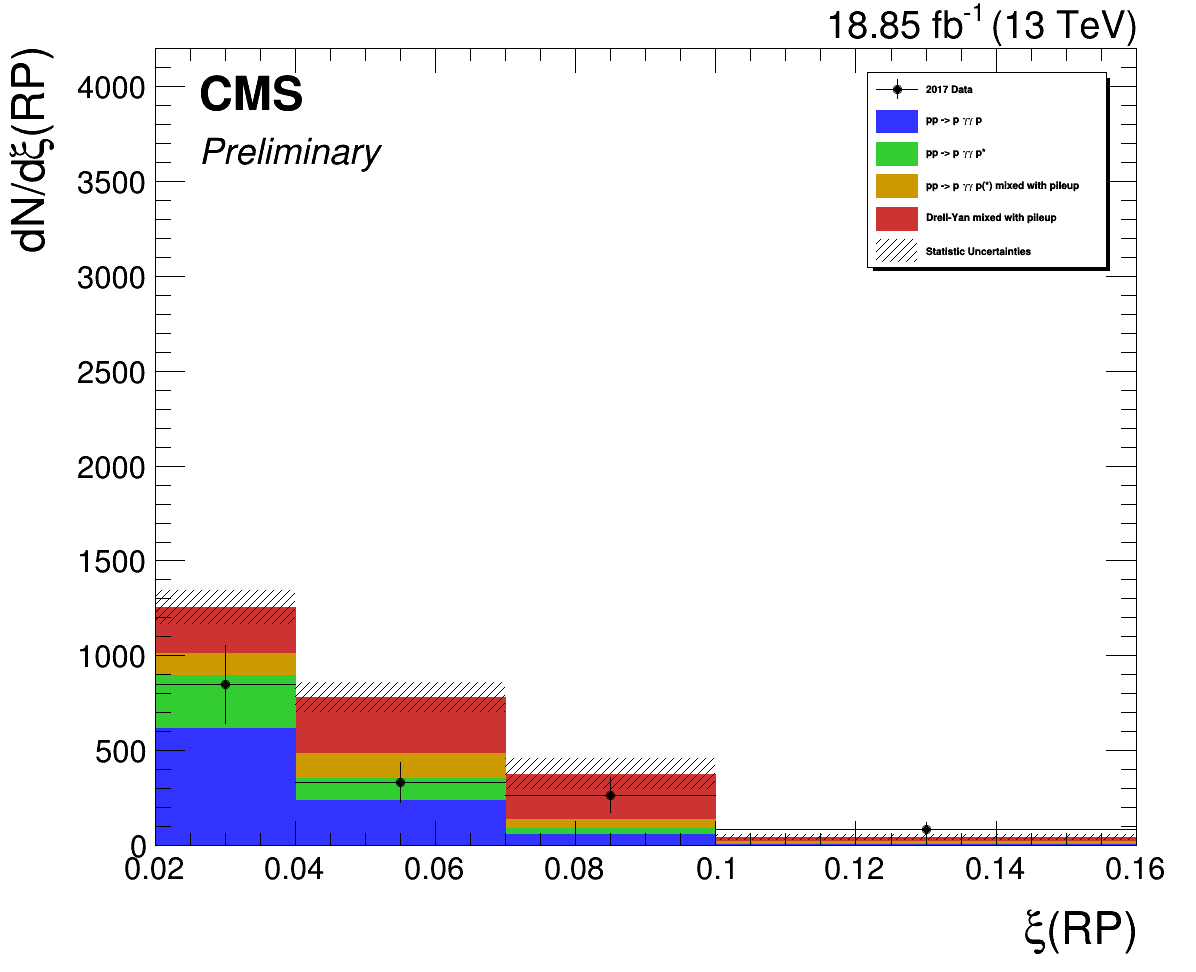 18.85 fb⁻¹ (13 TeV)
dN/dξ(RP)
CMS
Preliminary
2017 Data
pp -> p γγ p
pp -> p γγ p*
pp -> p γγ p(*) mixed with pileup
Drell-Yan mixed with pileup
Statistic Uncertainties
4000
3500
3000
2500
2000
1500
1000
500
0
0.02 0.04 0.06 0.08 0.1 0.12 0.14 0.16
ξ(RP)